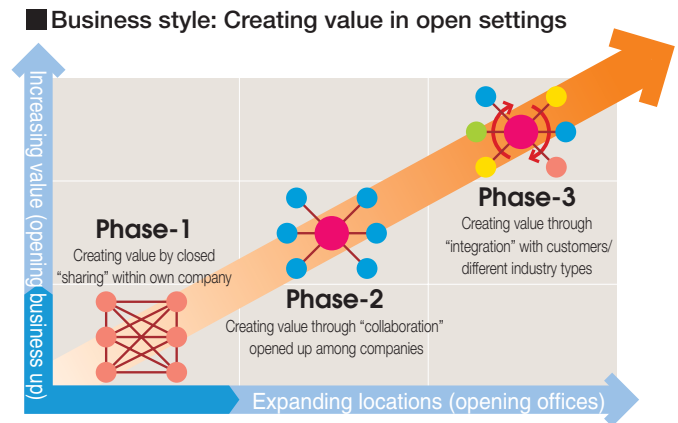 Business style: Creating value in open settings
Increasing value (opening business up)
Phase-1
Creating value by closed
“sharing” within own company
Phase-2
Creating value through “collaboration”
opened up among companies
Phase-3
Creating value through
“integration” with customers/
different industry types
Expanding locations (opening offices)